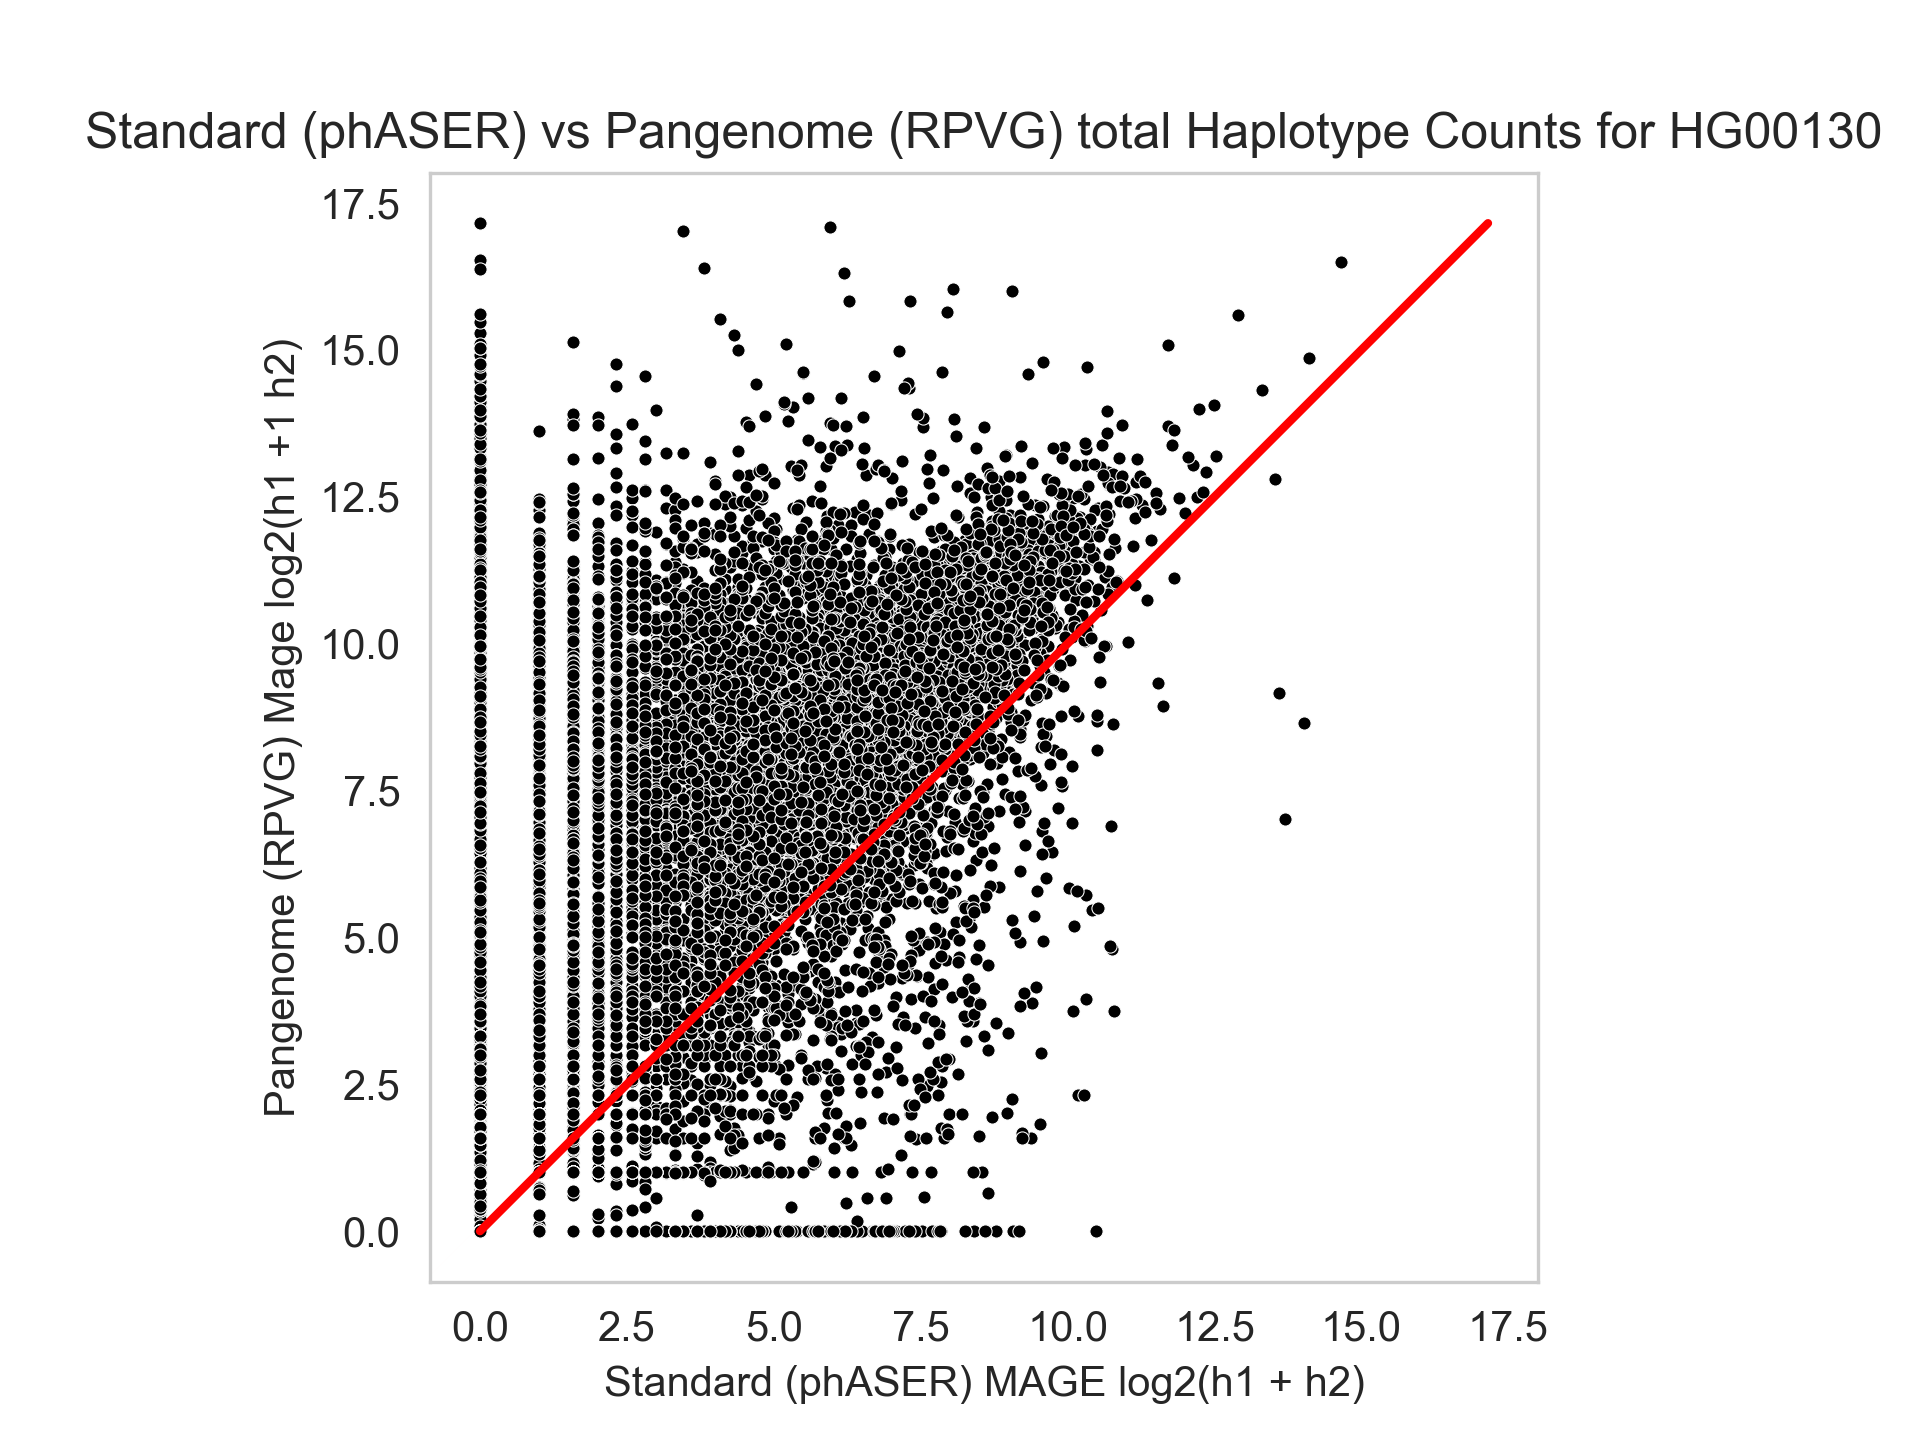 Standard (phASER) vs Pangenome (RPVG) total Haplotype Counts for HG00130
17.5
15.0
12.5
10.0
7.5
5.0
2.5
0.0
Pangenome (RPVG) Mage log2(h1 +1 h2)
0.0 2.5 5.0 7.5 10.0 12.5 15.0 17.5
Standard (phASER) MAGE log2(h1 + h2)